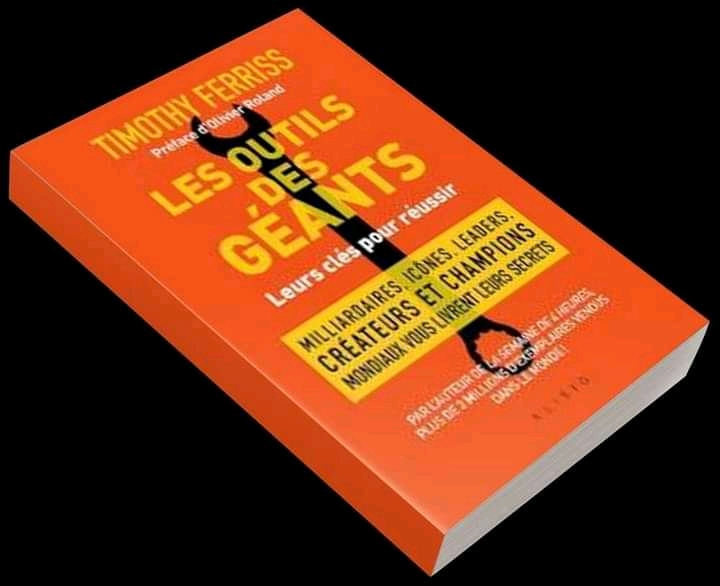 TIMOTHY FERRISS
Préface d'Olivier Roland
LES OUTILS
DES
GÉANTS
Leurs clés pour réussir
MILLIARDAIRES, ICÔNES, LEADERS,
CRÉATEURS ET CHAMPIONS
MONDIAUX VOUS LIVRENT LEURS SECRETS
PAR L'AUTEUR DE LA SEMAINE DE 4 HEURES,
PLUS DE 2 MILLIONS D'EXEMPLAIRES VENDUS
DANS LE MONDE !
ALISIO